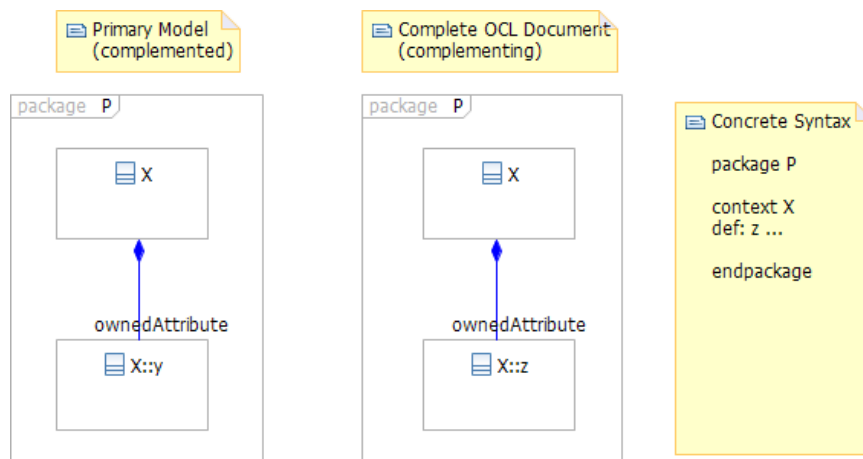 Primary Model
(complemented)
Complete OCL Document
(complementing)
package P
X
ownedAttribute
X::y
package P
X
ownedAttribute
X::z
Concrete Syntax
package P
context X
def: z ...
endpackage